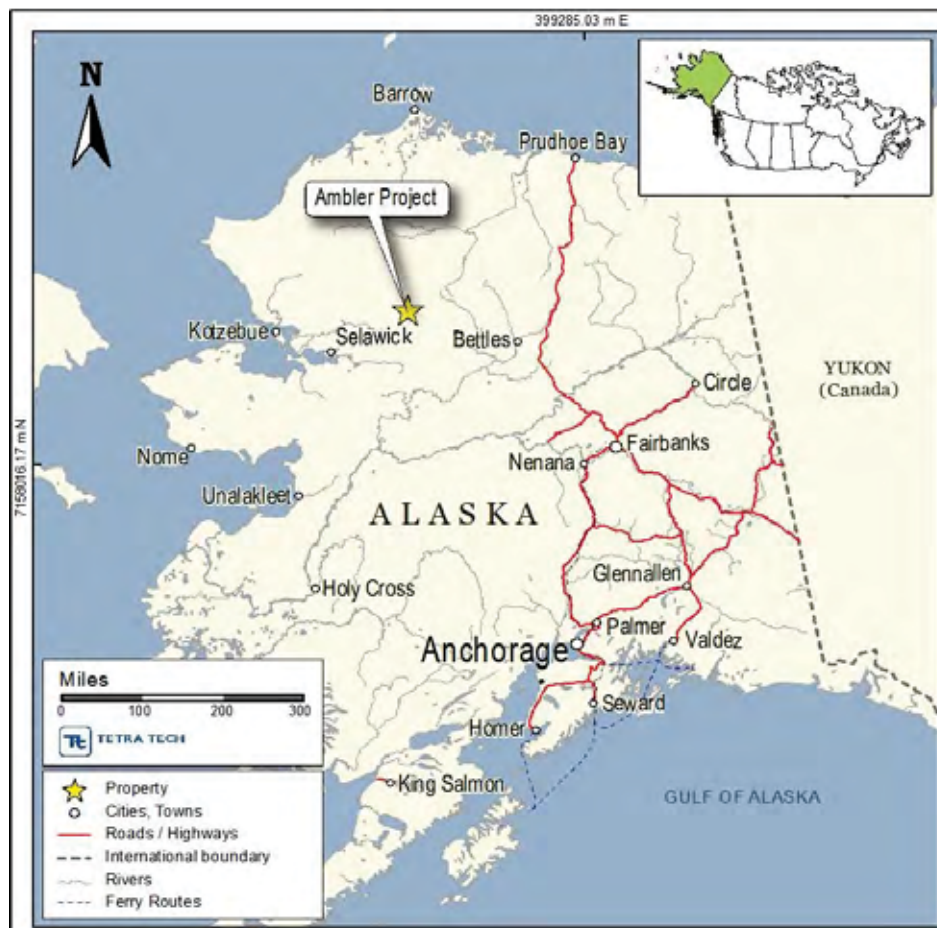 399285.03 m E
N
Barrow
Prudhoe Bay
Ambler Project
Kotzebue
Selawick
Bettles
Circle
YUKON
(Canada)
Fairbanks
Nenana
Nome
7158016.17 mN
Unalakleet
ALASKA
Glennallen
Holy Cross
Palmer
Anchorage
Valdez
Miles
0 100 200 300
Tt TETRA TECH
Seward
Homer
King Salmon
GULF OF ALASKA
Property
Cities, Towns
Roads / Highways
International boundary
Rivers
Ferry Routes